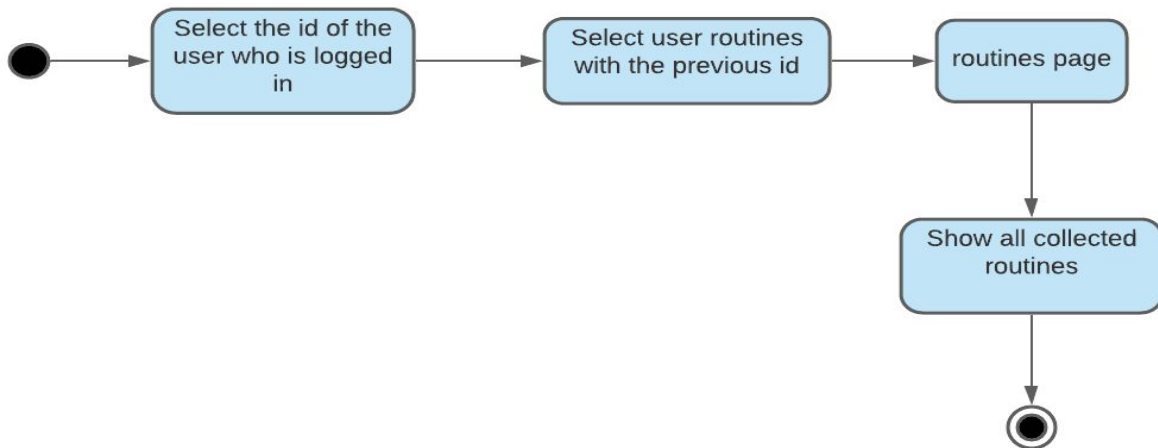 Select the id of the
user who is logged
in
Select user routines
with the previous id
routines page
Show all collected
routines